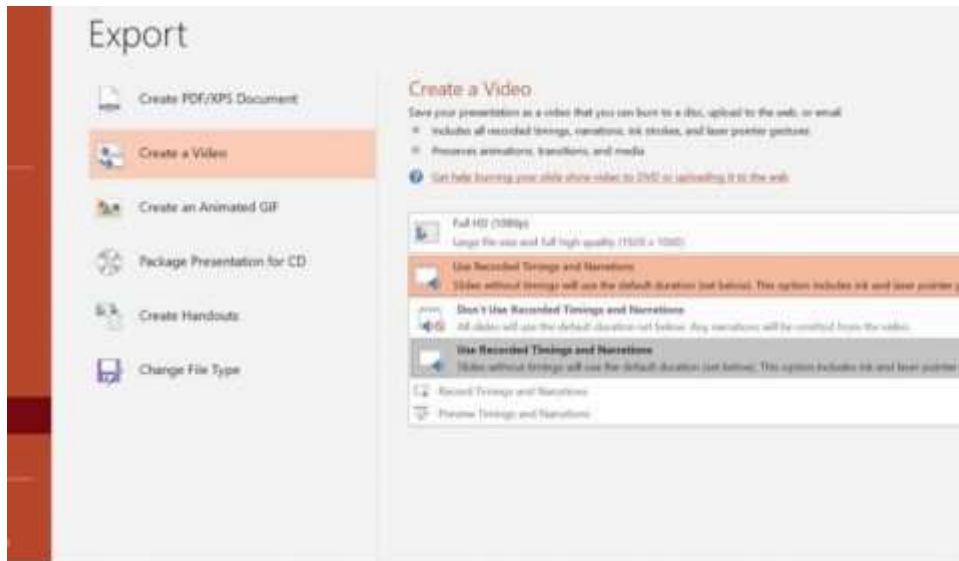 Export
Create PDF/XPS Document
Create a Video
Create an Animated GIF
Package Presentation for CD
Create Handouts
Change File Type
Create a Video
Save your presentation as a video that you can burn to a disc, upload to the web, or email
Includes all recorded timings, narrations, ink strokes, and laser pointer gestures
Preserves animations, transitions, and media
Get help burning your slide show video to DVD or uploading it to the web
Full HD (1080p)
Large file size and full high quality (1920 x 1080)
Use Recorded Timings and Narrations
Slides without timings will use the default duration (set below). This option includes ink and laser pointer
Don't Use Recorded Timings and Narrations
All slides will use the default duration set below. Any narrations will be omitted from the video.
Use Recorded Timings and Narrations
Slides without timings will use the default duration (set below). This option includes ink and laser pointer
Record Timings and Narrations
Preview Timings and Narrations